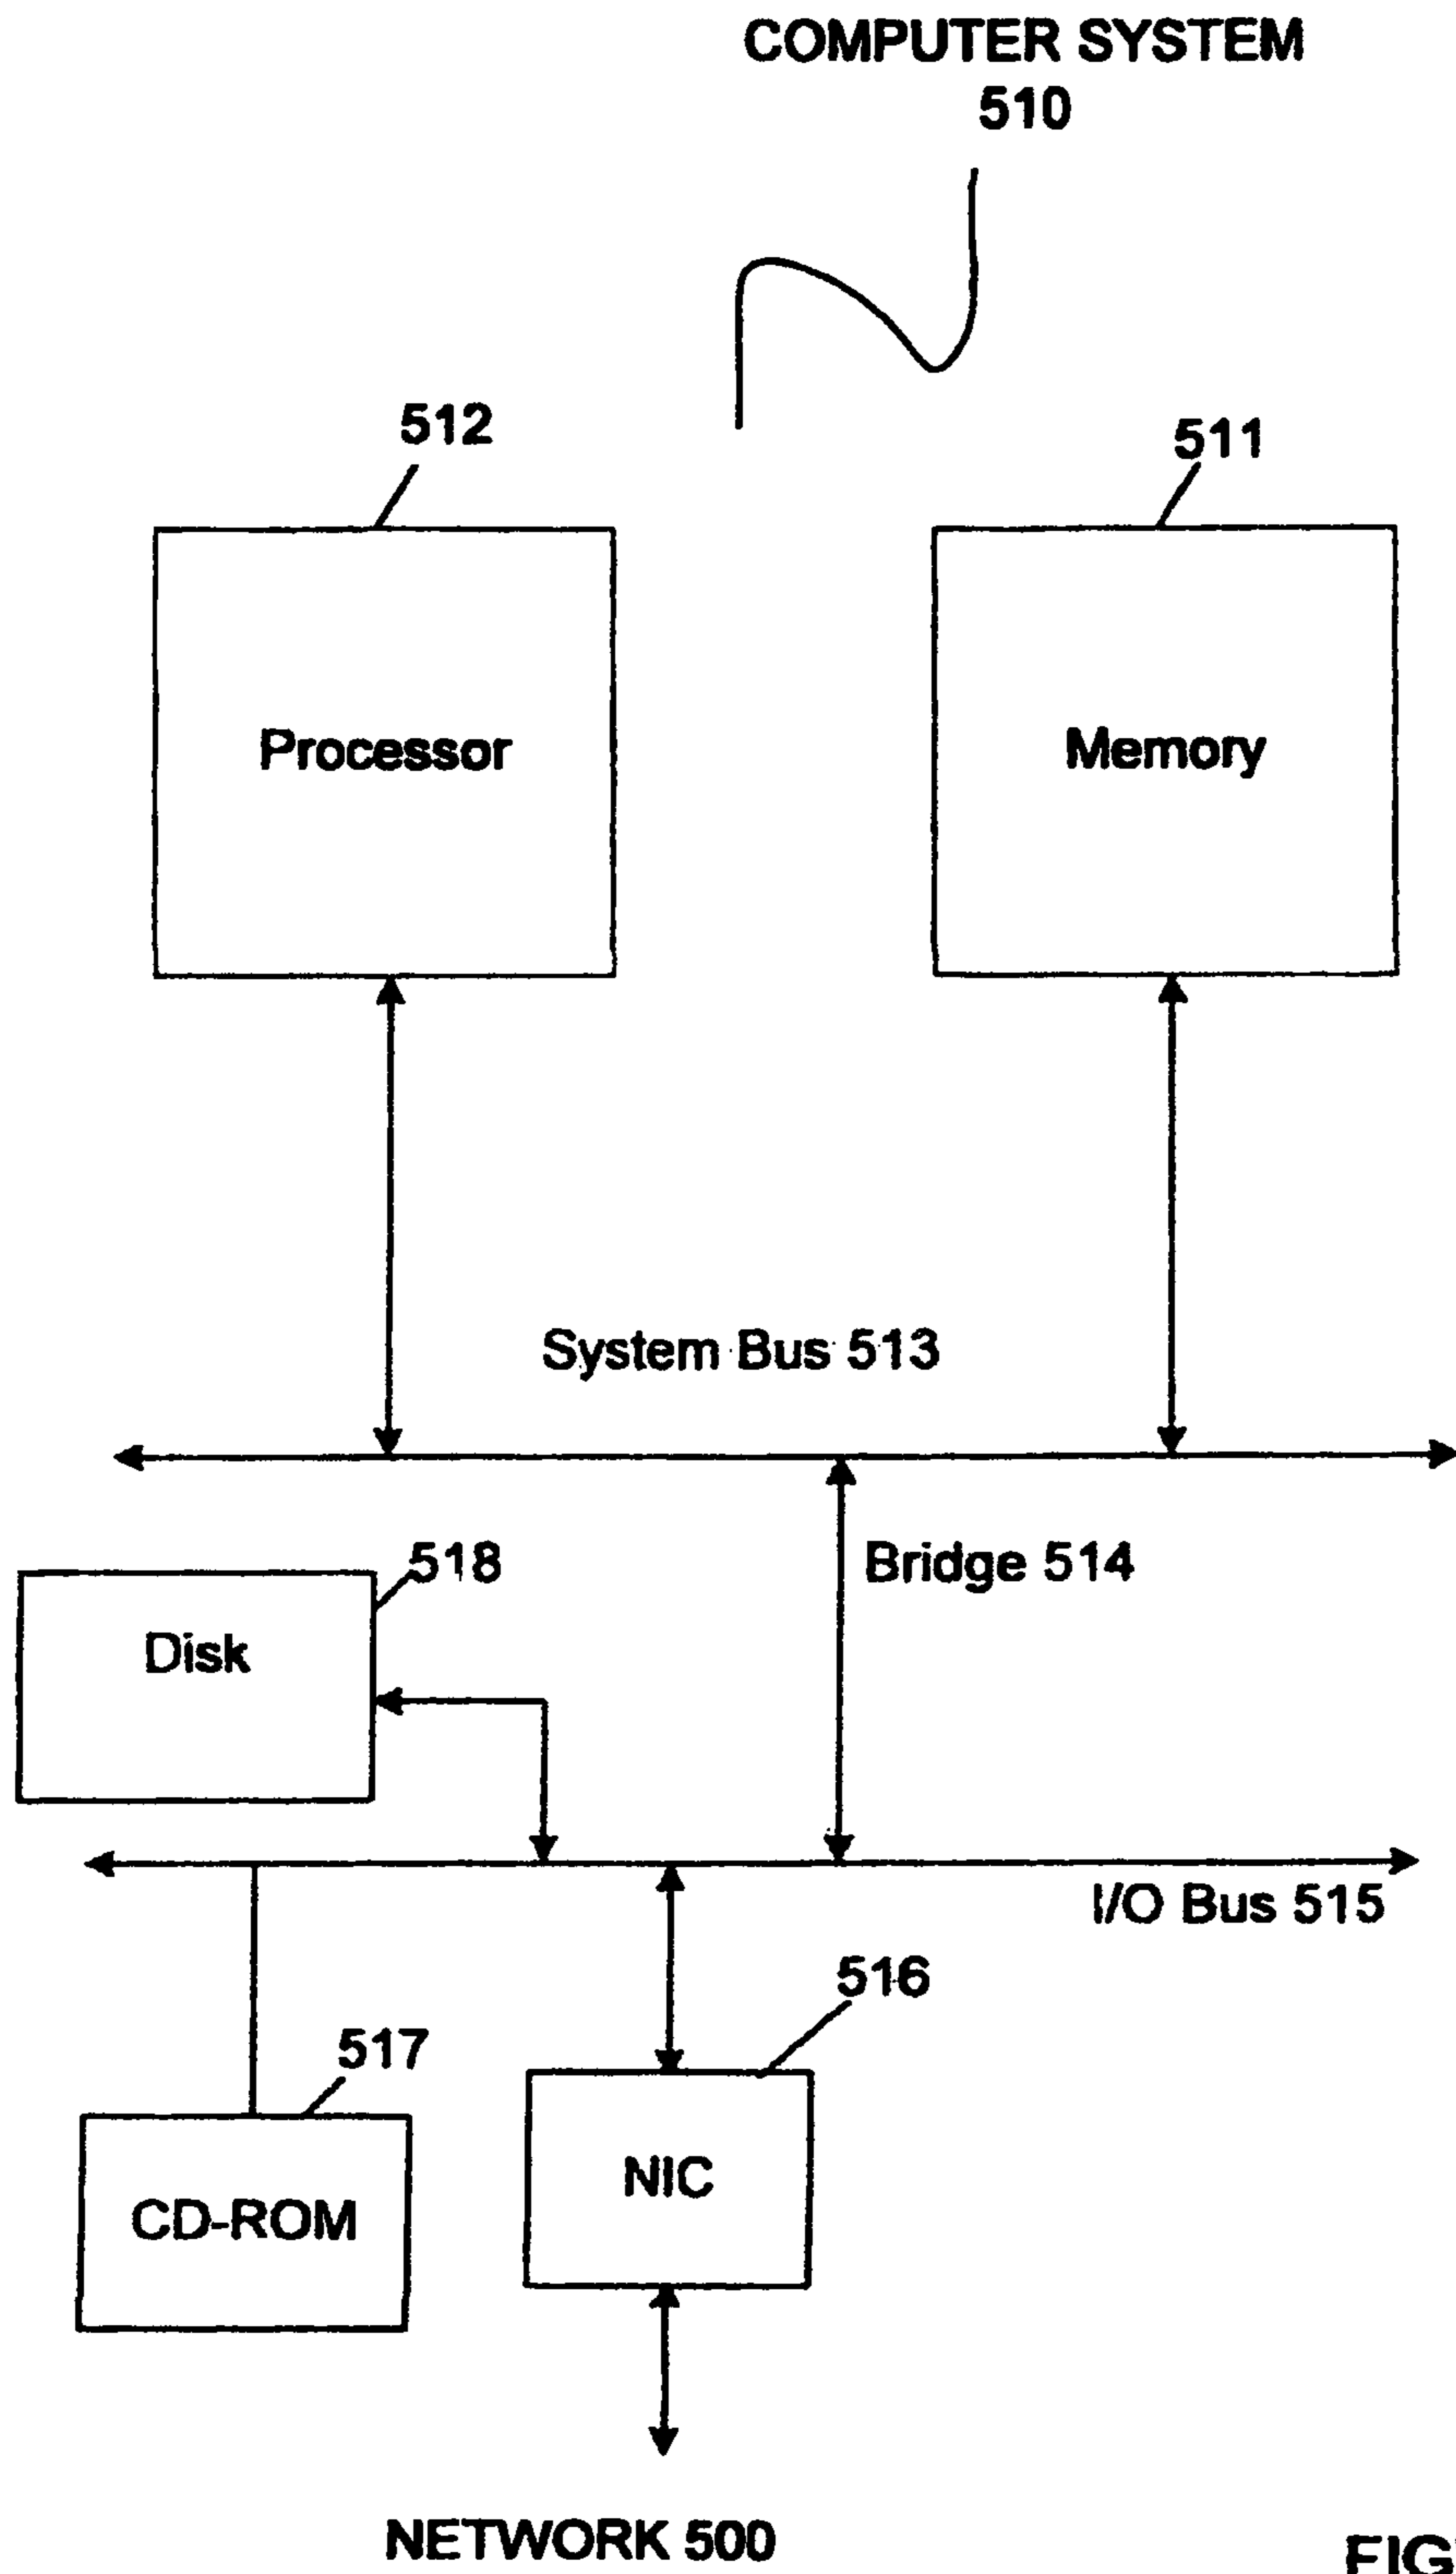 COMPUTER SYSTEM
510
512
511
Processor
Memory
System Bus 513
518
Bridge 514
Disk
I/O Bus 515
516
517
NIC
CD-ROM
NETWORK 500
FIG